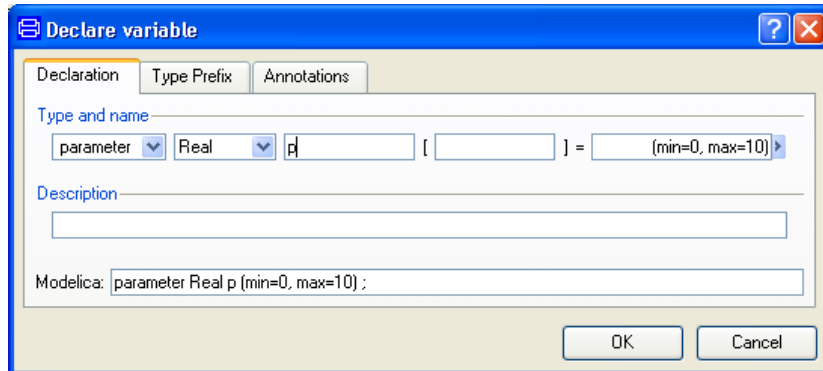 Declare variable
Declaration Type Prefix Annotations
Type and name
parameter Real p [ ] = (min=0, max=10)
Description
Modelica: parameter Real p (min=0, max=10) ;
OK Cancel